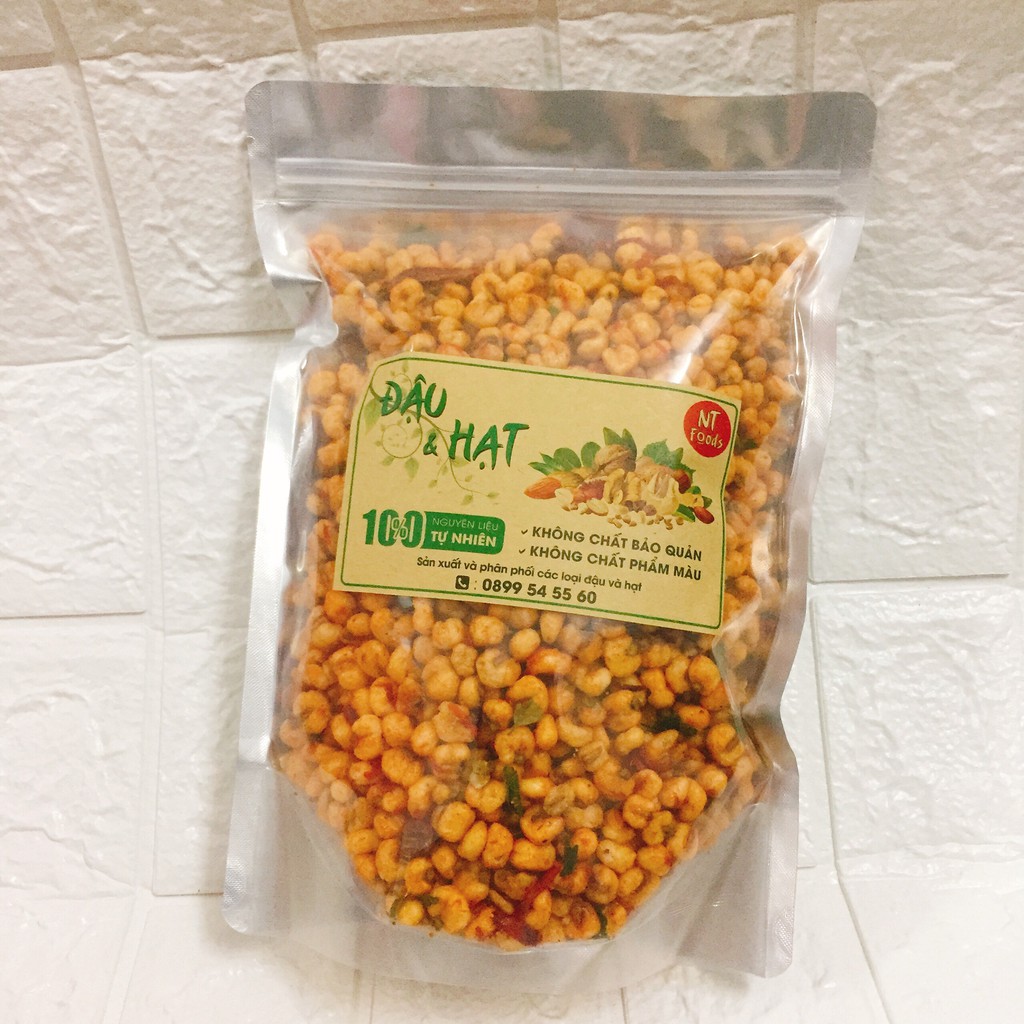 ĐẬU
& HẠT
NT
Foods
100%
NGUYÊN LIỆU
TỰ NHIÊN
✓ KHÔNG CHẤT BẢO QUẢN
✓ KHÔNG CHẤT PHẨM MÀU
Sản xuất và phân phối các loại đậu và hạt
: 0899 54 55 60